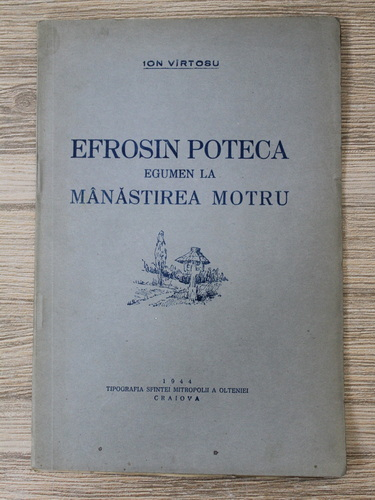 ION VÎRTOSU
EFROSIN POTECA
EGUMEN LA
MÂNĂSTIREA MOTRU
1944
TIPOGRAFIA SFINTEI MITROPOLII A OLTENIEI
CRAIOVA